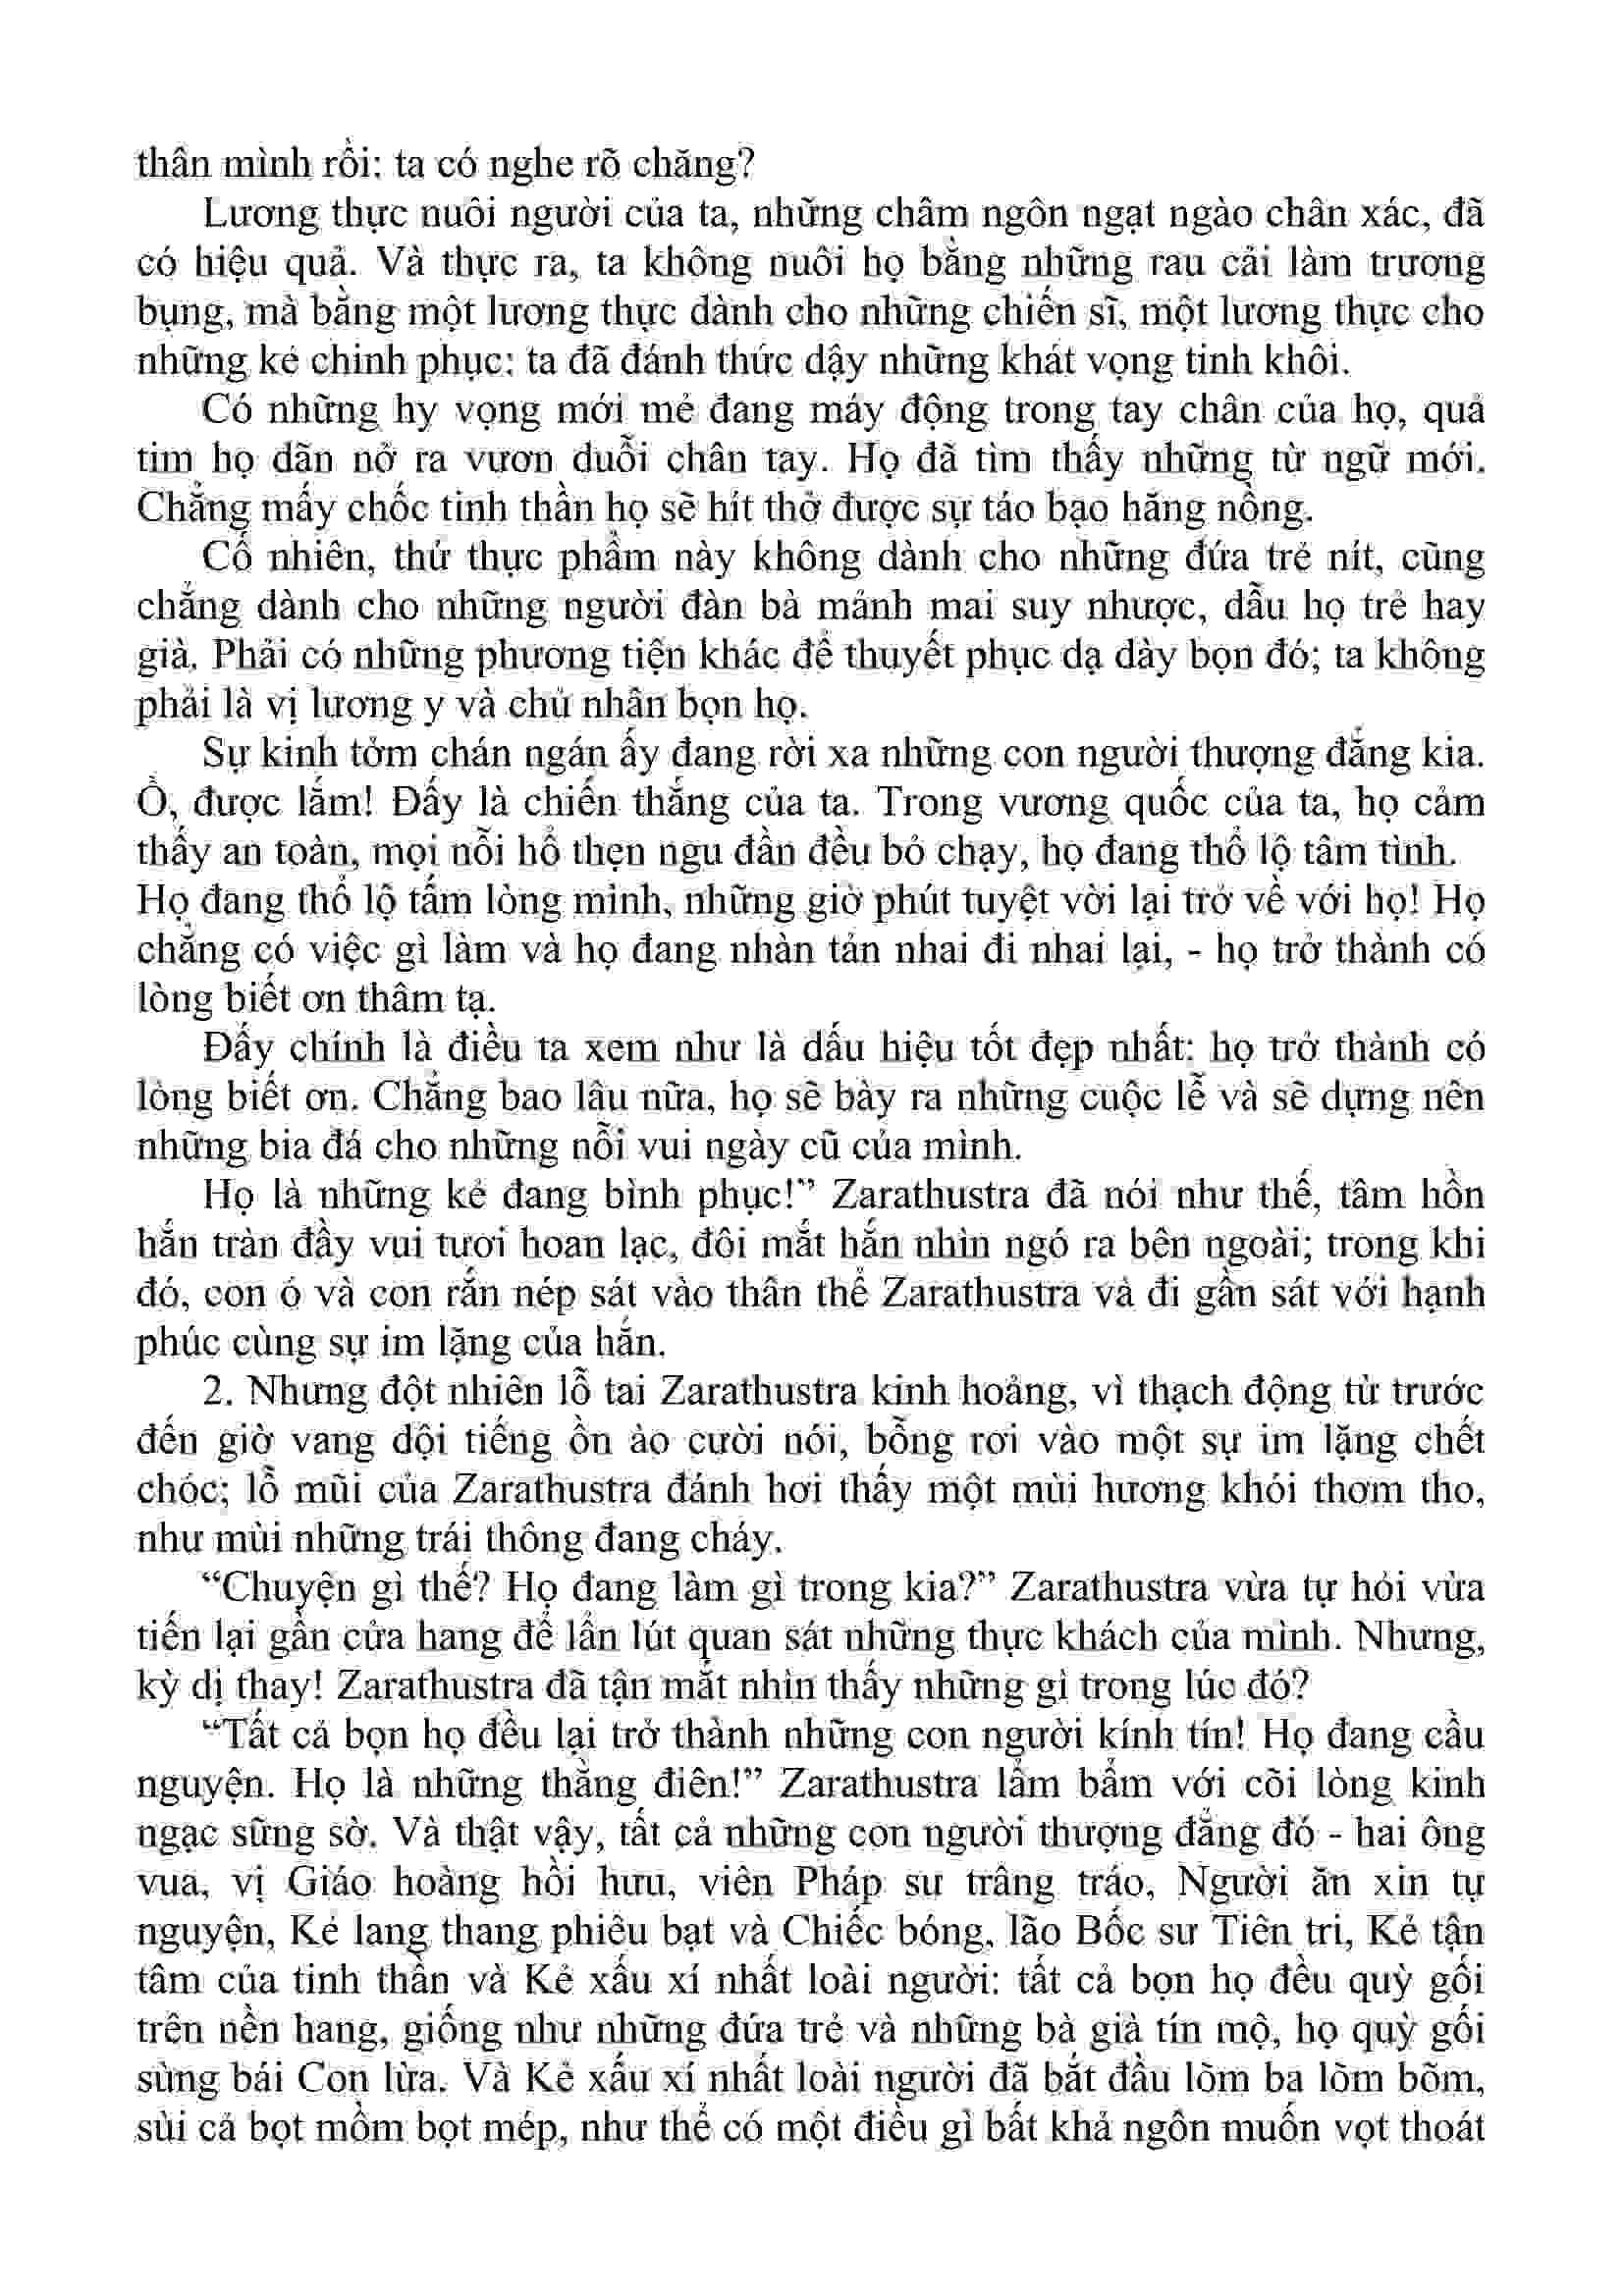 thân mình rồi: ta có nghe rõ chăng?
Lương thực nuôi người của ta, những châm ngôn ngạt ngào chân xác, đã
có hiệu quả. Và thực ra, ta không nuôi họ bằng những rau cải làm trương
bụng, mà bằng một lương thực dành cho những chiến sĩ, một lương thực cho
những kẻ chinh phục: ta đã đánh thức dậy những khát vọng tinh khôi.
Có những hy vọng mới mẻ đang máy động trong tay chân của họ, quả
tim họ dãn nở ra vươn duỗi chân tay. Họ đã tìm thấy những từ ngữ mới.
Chẳng mấy chốc tinh thần họ sẽ hít thở được sự táo bạo hăng nồng.
Cố nhiên, thứ thực phẩm này không dành cho những đứa trẻ nít, cũng
chẳng dành cho những người đàn bà mảnh mai suy nhược, dẫu họ trẻ hay
già. Phải có những phương tiện khác để thuyết phục dạ dày bọn đó; ta không
phải là vị lương y và chủ nhân bọn họ.
Sự kinh tởm chán ngán ấy đang rời xa những con người thượng đẳng kia.
Ồ, được lắm! Đấy là chiến thắng của ta. Trong vương quốc của ta, họ cảm
thấy an toàn, mọi nỗi hổ thẹn ngu đần đều bỏ chạy, họ đang thổ lộ tâm tình.
Họ đang thổ lộ tấm lòng mình, những giờ phút tuyệt vời lại trở về với họ! Họ
chẳng có việc gì làm và họ đang nhàn tản nhai đi nhai lại, - họ trở thành có
lòng biết ơn thâm tạ.
Đấy chính là điều ta xem như là dấu hiệu tốt đẹp nhất: họ trở thành có
lòng biết ơn. Chẳng bao lâu nữa, họ sẽ bày ra những cuộc lễ và sẽ dựng nên
những bia đá cho những nỗi vui ngày cũ của mình.
Họ là những kẻ đang bình phục!” Zarathustra đã nói như thế, tâm hồn
hắn tràn đầy vui tươi hoan lạc, đôi mắt hắn nhìn ngó ra bên ngoài; trong khi
đó, con ó và con rắn nép sát vào thân thể Zarathustra và đi gần sát với hạnh
phúc cùng sự im lặng của hắn.
2. Nhưng đột nhiên lỗ tai Zarathustra kinh hoảng, vì thạch động từ trước
đến giờ vang dội tiếng ồn ào cười nói, bỗng rơi vào một sự im lặng chết
chóc; lồ mũi của Zarathustra đánh hơi thấy một mùi hương khói thơm tho,
như mùi những trái thông đang cháy.
“Chuyện gì thế? Họ đang làm gì trong kia?” Zarathustra vừa tự hỏi vừa
tiến lại gần cửa hang để lẩn lút quan sát những thực khách của mình. Nhưng,
kỳ dị thay! Zarathustra đã tận mắt nhìn thấy những gì trong lúc đó?
“Tất cả bọn họ đều lại trở thành những con người kính tín! Họ đang cầu
nguyện. Họ là những thằng điên!” Zarathustra lẩm bẩm với cõi lòng kinh
ngạc sững sờ. Và thật vậy, tất cả những con người thượng đẳng đó - hai ông
vua, vị Giáo hoàng hồi hưu, viên Pháp sư trâng tráo, Người ăn xin tự
nguyện, Kẻ lang thang phiêu bạt và Chiếc bóng, lão Bốc sư Tiên tri, Kẻ tận
tâm của tinh thần và Kẻ xấu xí nhất loài người: tất cả bọn họ đều quỳ gối
trên nền hang, giống như những đứa trẻ và những bà già tín mộ, họ quỳ gối
sùng bái Con lừa. Và Kẻ xấu xí nhất loài người đã bắt đầu lòm ba lòm bõm,
sùi cả bọt mồm bọt mép, như thể có một điều gì bất khả ngôn muốn vọt thoát